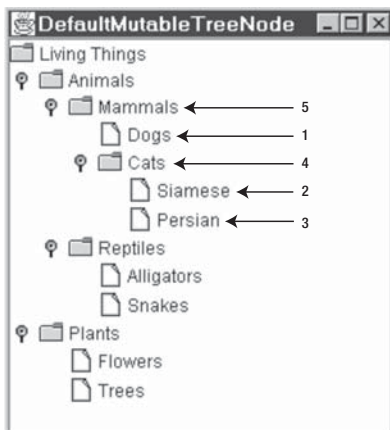 DefaultMutableTreeNode
Living Things
Animals
Mammals 5
Dogs 1
Cats 4
Siamese 2
Persian 3
Reptiles
Alligators
Snakes
Plants
Flowers
Trees